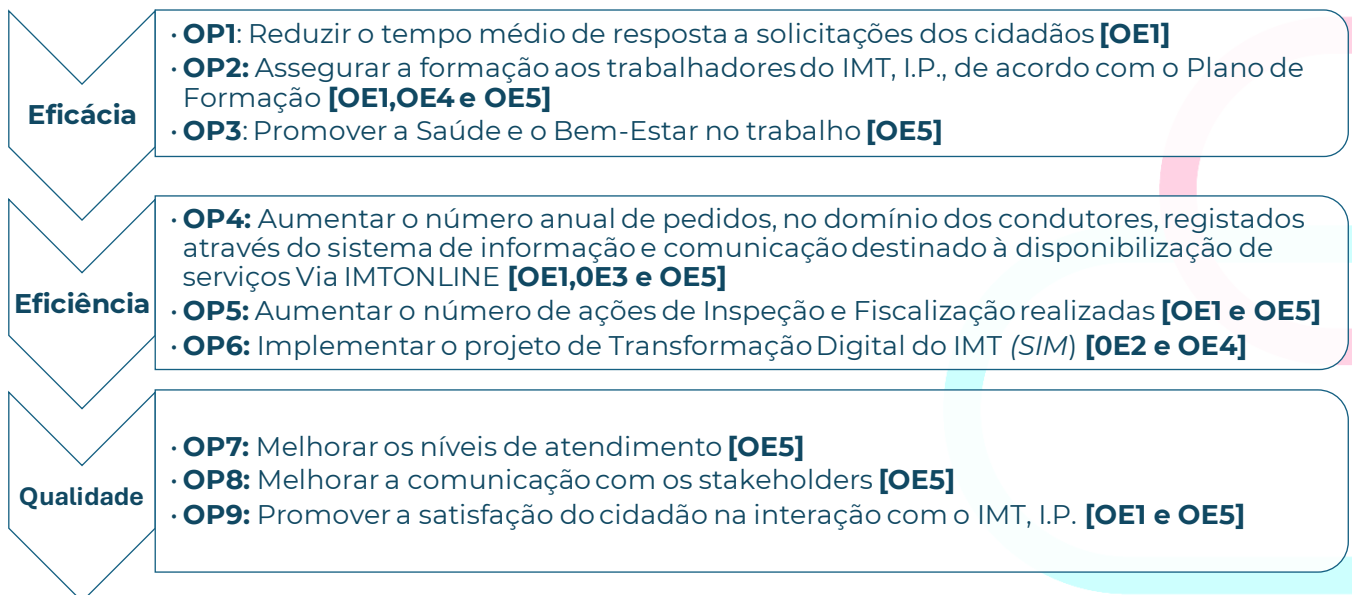 Eficácia
· OP1: Reduzir o tempo médio de resposta a solicitações dos cidadãos [OE1]
· OP2: Assegurar a formação aos trabalhadores do IMT, I.P., de acordo com o Plano de
Formação [OE1,OE4 e OE5]
· OP3: Promover a Saúde e o Bem-Estar no trabalho [OE5]
Eficiência
· OP4: Aumentar o número anual de pedidos, no domínio dos condutores, registados
através do sistema de informação e comunicação destinado à disponibilização de
serviços Via IMTONLINE [OE1,0E3 e OE5]
· OP5: Aumentar o número de ações de Inspeção e Fiscalização realizadas [OE1 e OE5]
· OP6: Implementar o projeto de Transformação Digital do IMT (SIM) [0E2 e OE4]
Qualidade
· OP7: Melhorar os níveis de atendimento [OE5]
· OP8: Melhorar a comunicação com os stakeholders [OE5]
· OP9: Promover a satisfação do cidadão na interação com o IMT, I.P. [OE1 e OE5]